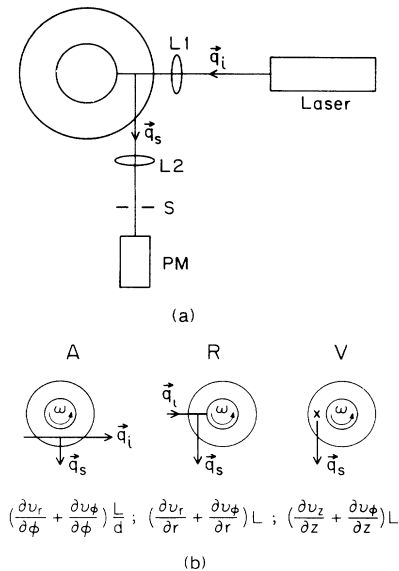 L1
q⃗i
Laser
q⃗s
L2
S
PM
(a)
A R V
ω q⃗i q⃗s
q⃗i ω q⃗s
x ω q⃗s
(∂υr/∂ϕ + ∂υϕ/∂ϕ) L/d ; (∂υr/∂r + ∂υϕ/∂r) L ; (∂υz/∂z + ∂υϕ/∂z) L
(b)